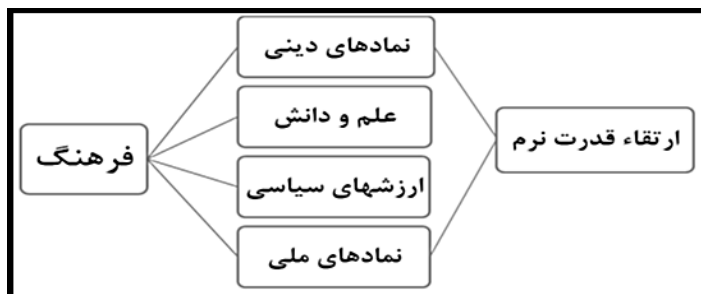 نمادهای دینی
علم و دانش
ارتقاء قدرت نرم
فرهنگ
ارزشهای سیاسی
نمادهای ملی